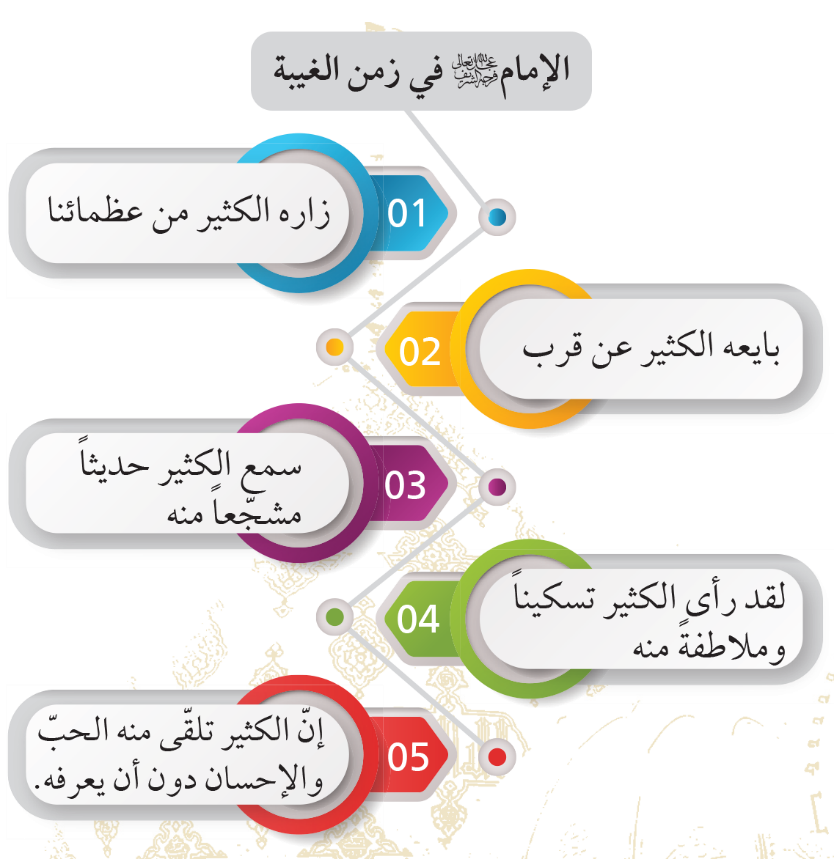 الإمام عجل الله تعالى فرجه الشريف في زمن الغيبة
01
زاره الكثير من عظمائنا
02
بايعه الكثير عن قرب
03
سمع الكثير حديثاً
مشجّعاً منه
04
لقد رأى الكثير تسكيناً
وملاطفةً منه
05
إنّ الكثير تلقّى منه الحبّ
والإحسان دون أن يعرفه.